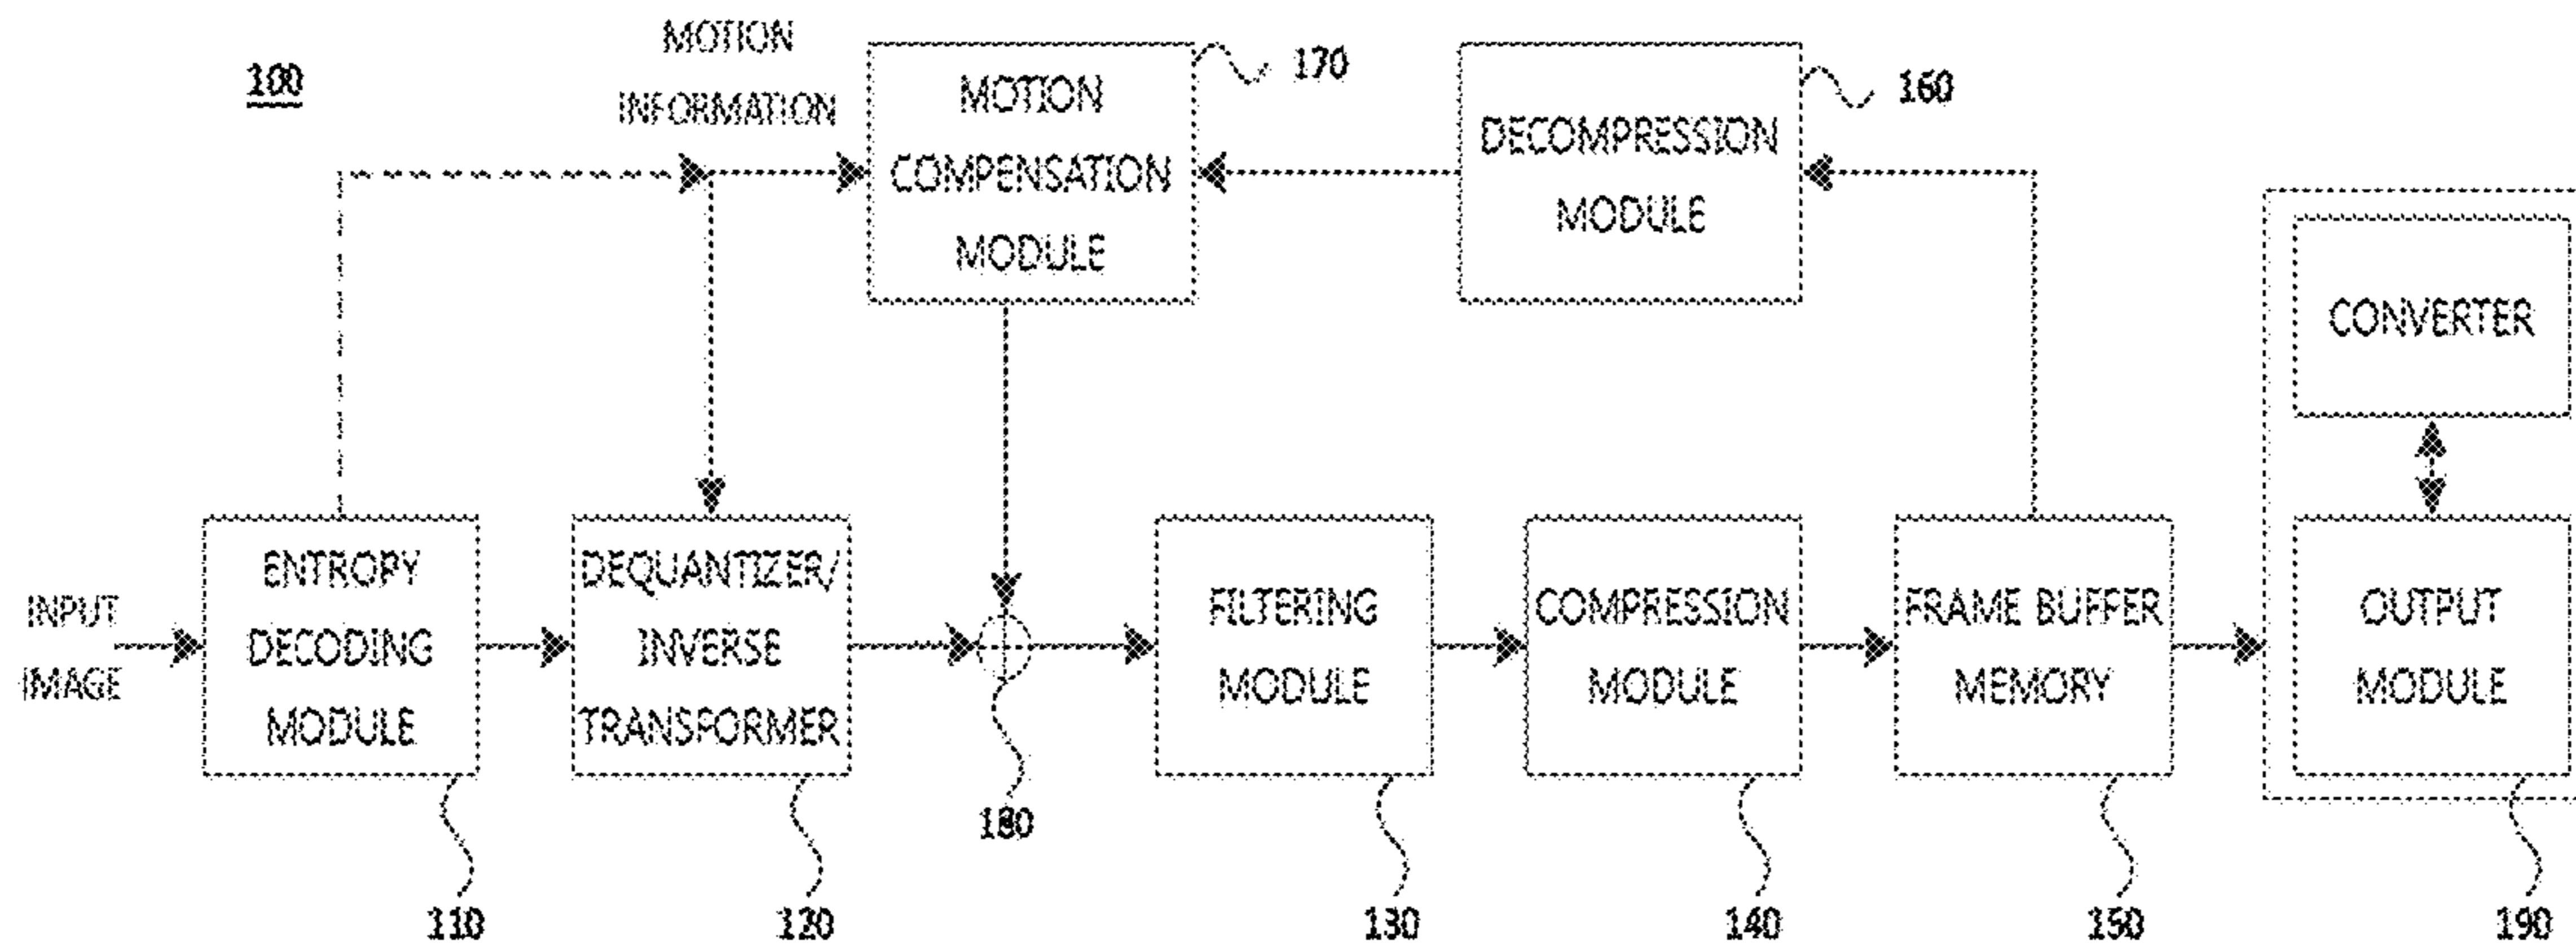 100
MOTION
INFORMATION
MOTION
COMPENSATION
MODULE
170
DECOMPRESSION
MODULE
160
CONVERTER
INPUT
IMAGE
ENTROPY
DECODING
MODULE
DEQUANTIZER/
INVERSE
TRANSFORMER
180
FILTERING
MODULE
COMPRESSION
MODULE
FRAME BUFFER
MEMORY
OUTPUT
MODULE
110
120
130
140
150
190